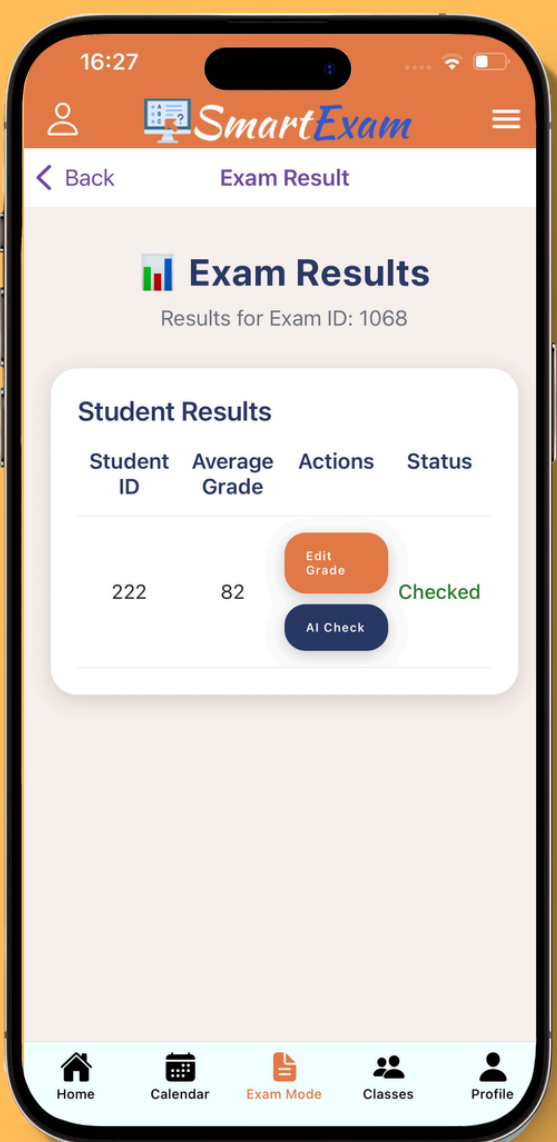 16:27
SmartExam
Back
Exam Result
Exam Results
Results for Exam ID: 1068
Student Results
Student ID
Average Grade
Actions
Status
222
82
Edit
Grade
AI Check
Checked
Home
Calendar
Exam Mode
Classes
Profile